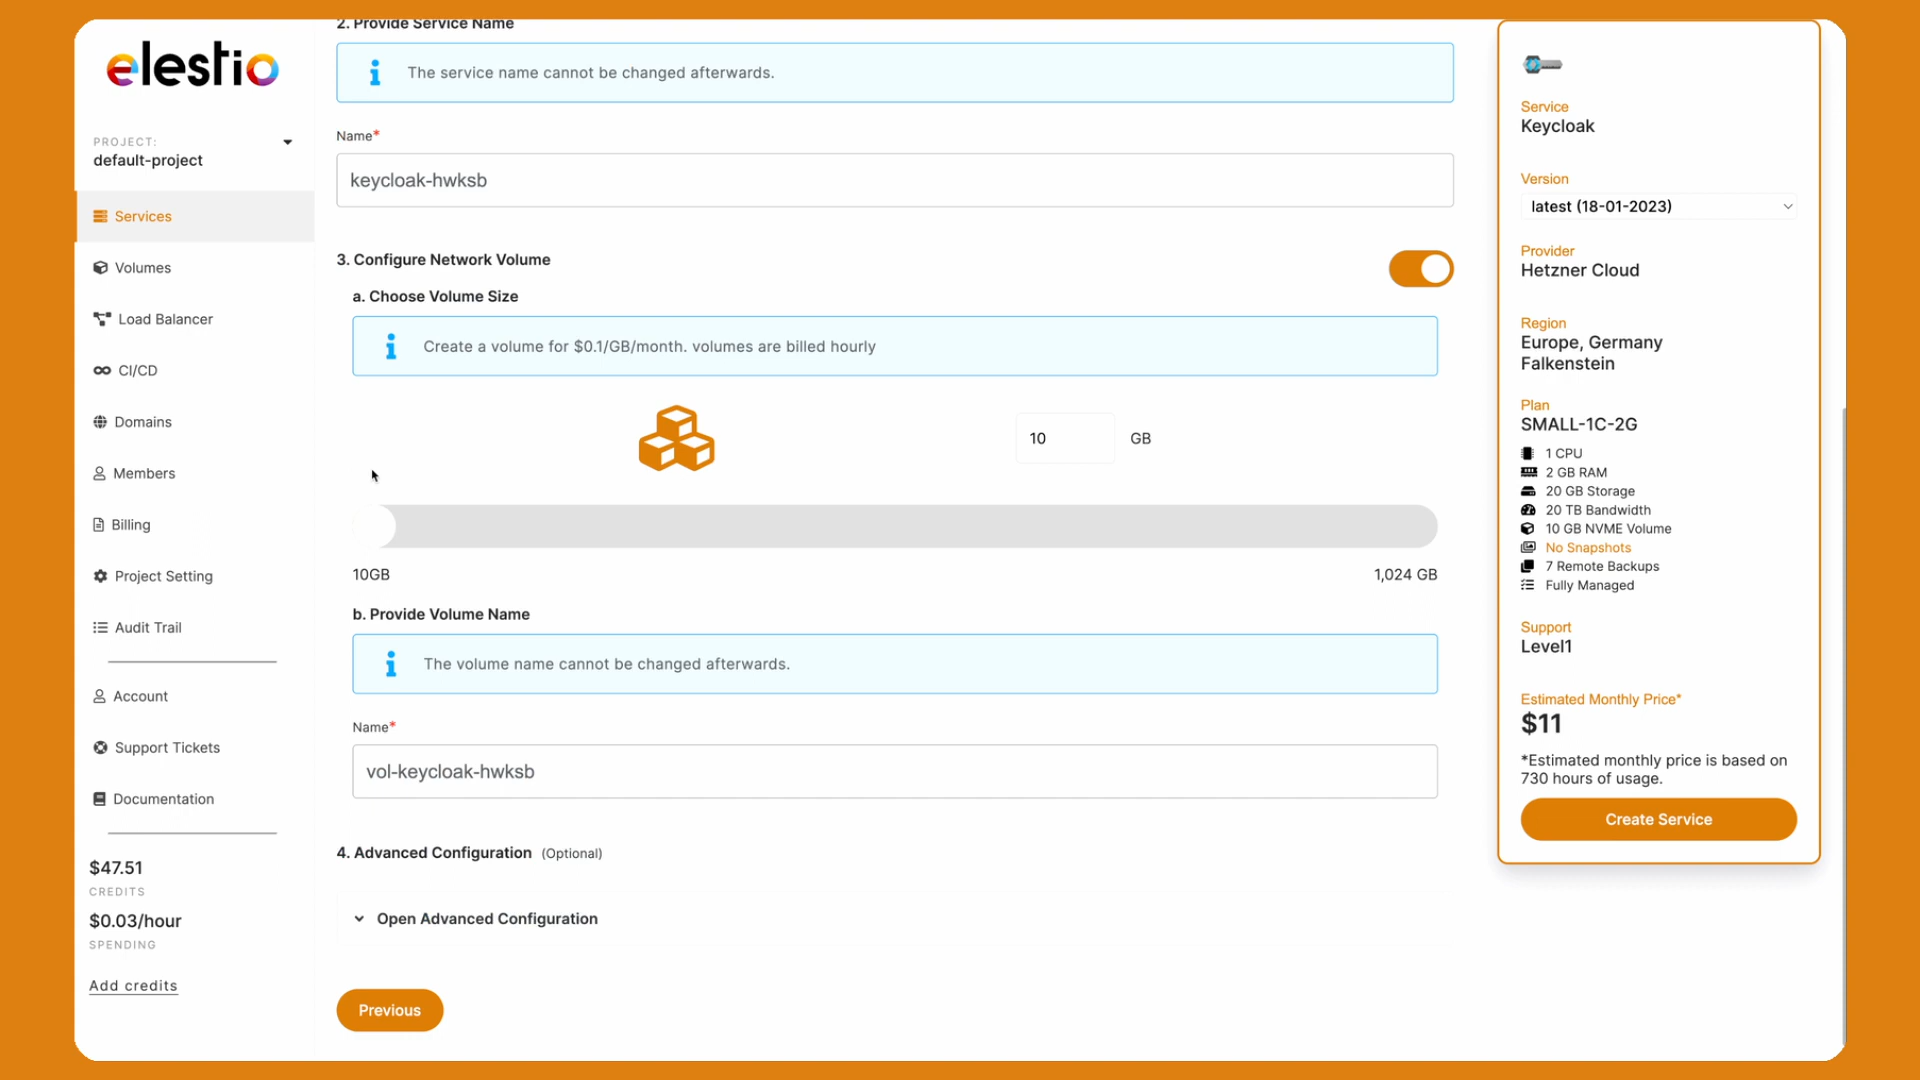 elestio
PROJECT:
default-project
Services
Volumes
Load Balancer
CI/CD
Domains
Members
Billing
Project Setting
Audit Trail
Account
Support Tickets
Documentation
$47.51
CREDITS
$0.03/hour
SPENDING
Add credits
2. Provide Service Name
The service name cannot be changed afterwards.
Name*
keycloak-hwksb
3. Configure Network Volume
a. Choose Volume Size
Create a volume for $0.1/GB/month. volumes are billed hourly
10 GB
10GB 1,024 GB
b. Provide Volume Name
The volume name cannot be changed afterwards.
Name*
vol-keycloak-hwksb
4. Advanced Configuration (Optional)
Open Advanced Configuration
Previous
Service
Keycloak
Version
latest (18-01-2023)
Provider
Hetzner Cloud
Region
Europe, Germany
Falkenstein
Plan
SMALL-1C-2G
1 CPU
2 GB RAM
20 GB Storage
20 TB Bandwidth
10 GB NVME Volume
No Snapshots
7 Remote Backups
Fully Managed
Support
Level1
Estimated Monthly Price*
$11
*Estimated monthly price is based on
730 hours of usage.
Create Service